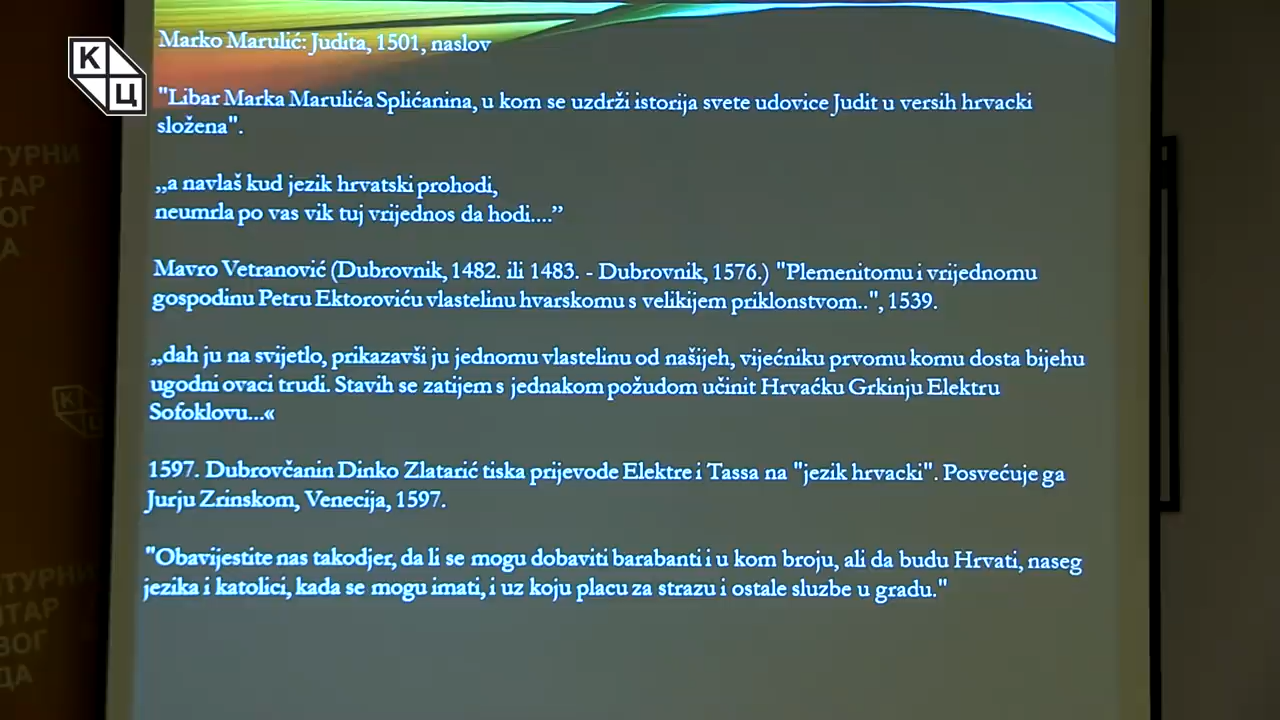 К
Ц
Marko Marulić: Judita, 1501, naslov
"Libar Marka Marulića Splićanina, u kom se uzdrži istorija svete udovice Judit u versih hrvacki
složena".
„a navlaš kud jezik hrvatski prohodi,
neumrla po vas vik tuj vrijednos da hodi....”
Mavro Vetranović (Dubrovnik, 1482. ili 1483. - Dubrovnik, 1576.) "Plemenitomu i vrijednomu
gospodinu Petru Ektoroviću vlastelinu hvarskomu s velikijem priklonstvom..", 1539.
„dah ju na svijetlo, prikazavši ju jednomu vlastelinu od našijeh, vijećniku prvomu komu dosta bijehu
ugodni ovaci trudi. Stavih se zatijem s jednakom požudom učinit Hrvaćku Grkinju Elektru
Sofoklovu...«
1597. Dubrovčanin Dinko Zlatarić tiska prijevode Elektre i Tassa na "jezik hrvacki". Posvećuje ga
Jurju Zrinskom, Venecija, 1597.
"Obavijestite nas takodjer, da li se mogu dobaviti barabanti i u kom broju, ali da budu Hrvati, naseg
jezika i katolici, kada se mogu imati, i uz koju placu za strazu i ostale sluzbe u gradu."